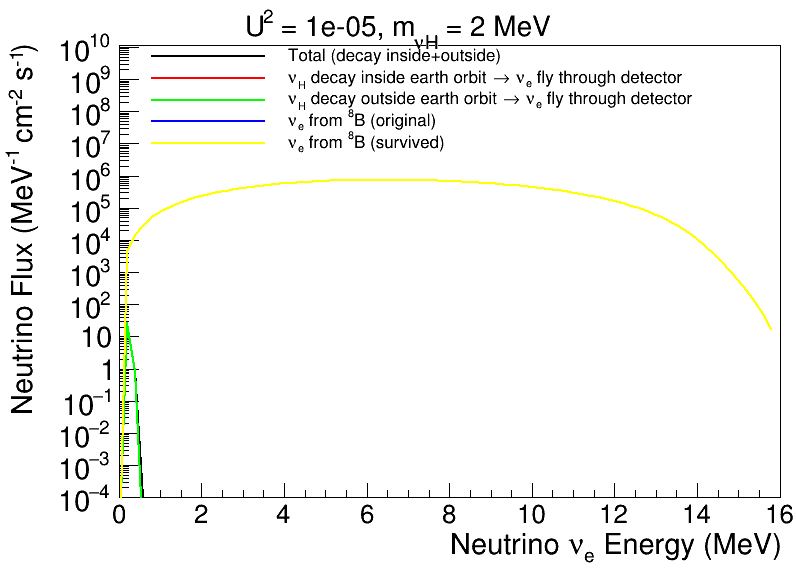 U² = 1e-05, m_νH = 2 MeV
Total (decay inside+outside)
ν_H decay inside earth orbit → ν_e fly through detector
ν_H decay outside earth orbit → ν_e fly through detector
ν_e from ⁸B (original)
ν_e from ⁸B (survived)
Neutrino Flux (MeV⁻¹ cm⁻² s⁻¹)
10¹⁰
10⁹
10⁸
10⁷
10⁶
10⁵
10⁴
10³
10²
10
1
10⁻¹
10⁻²
10⁻³
10⁻⁴
0 2 4 6 8 10 12 14 16
Neutrino ν_e Energy (MeV)